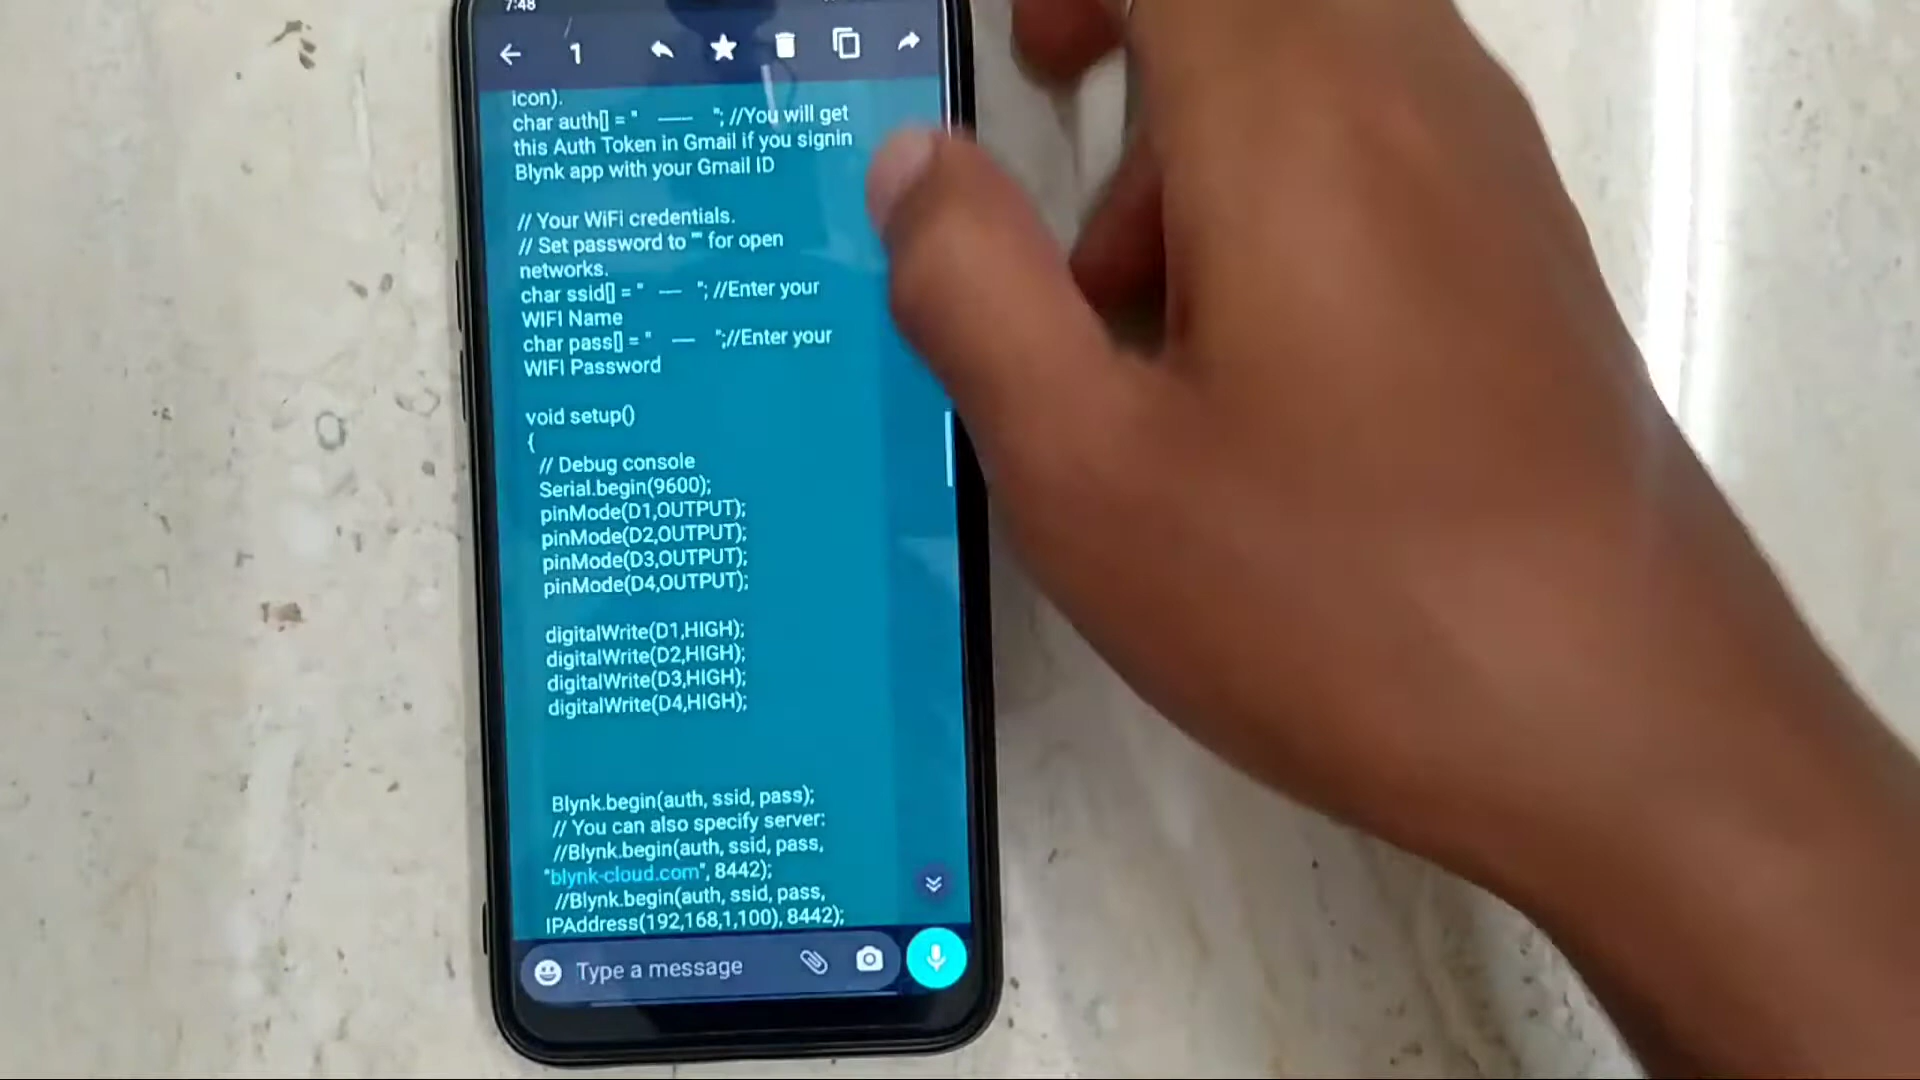 7:48
1
icon).
char auth[] = " ----- "; //You will get
this Auth Token in Gmail if you signin
Blynk app with your Gmail ID
// Your WiFi credentials.
// Set password to "" for open
networks.
char ssid[] = " ---- "; //Enter your
WIFI Name
char pass[] = " ---- ";//Enter your
WIFI Password
void setup()
{
// Debug console
Serial.begin(9600);
pinMode(D1,OUTPUT);
pinMode(D2,OUTPUT);
pinMode(D3,OUTPUT);
pinMode(D4,OUTPUT);
digitalWrite(D1,HIGH);
digitalWrite(D2,HIGH);
digitalWrite(D3,HIGH);
digitalWrite(D4,HIGH);
Blynk.begin(auth, ssid, pass);
// You can also specify server:
//Blynk.begin(auth, ssid, pass,
"blynk-cloud.com", 8442);
//Blynk.begin(auth, ssid, pass,
IPAddress(192,168,1,100), 8442);
Type a message